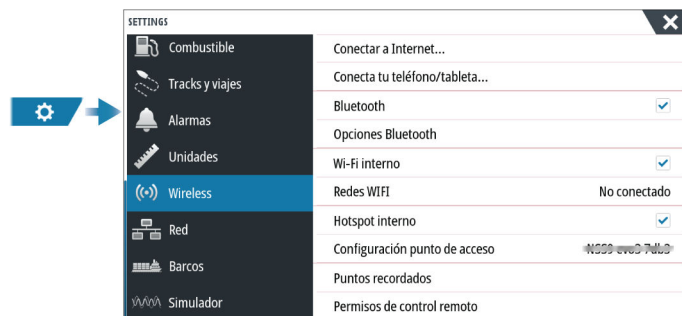 SETTINGS
Combustible
Tracks y viajes
Alarmas
Unidades
Wireless
Red
Barcos
Simulador
Conectar a Internet...
Conecta tu teléfono/tableta...
Bluetooth
Opciones Bluetooth
Wi-Fi interno
Redes WIFI No conectado
Hotspot interno
Configuración punto de acceso
Puntos recordados
Permisos de control remoto